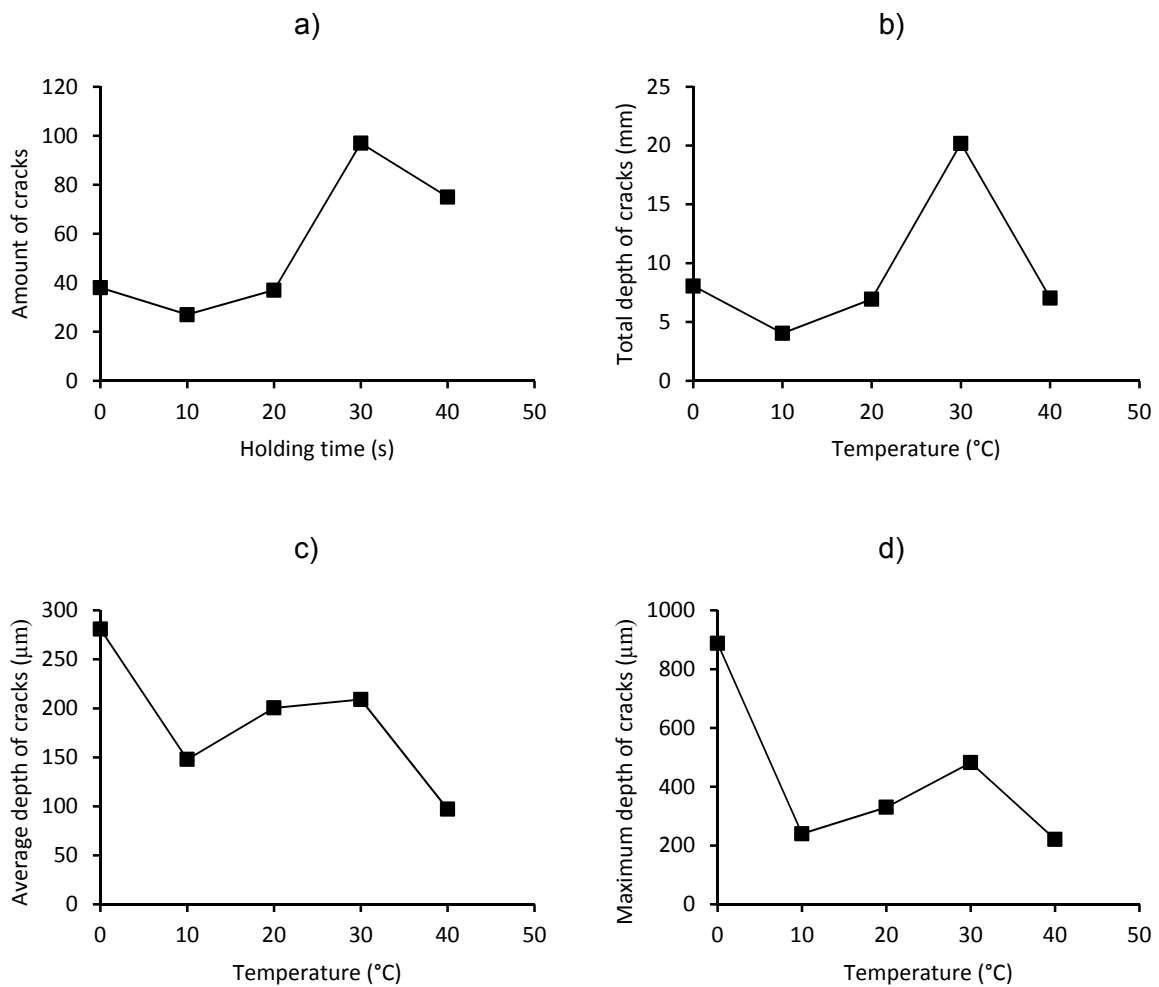 a)
120
100
80
60
40
20
0
Amount of cracks
0 10 20 30 40 50
Holding time (s)
b)
25
20
15
10
5
0
Total depth of cracks (mm)
0 10 20 30 40 50
Temperature (°C)
c)
300
250
200
150
100
50
0
Average depth of cracks (μm)
0 10 20 30 40 50
Temperature (°C)
d)
1000
800
600
400
200
0
Maximum depth of cracks (μm)
0 10 20 30 40 50
Temperature (°C)